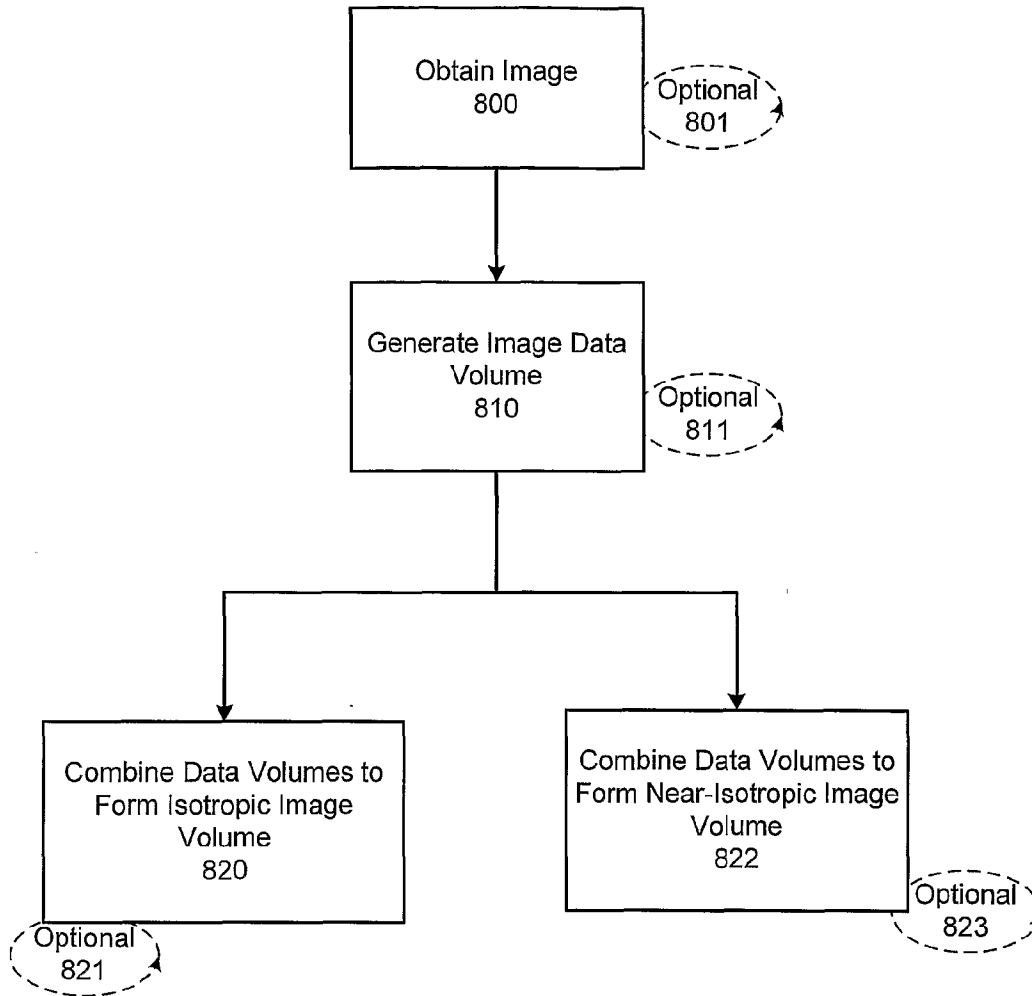 Obtain Image
800
Optional
801
Generate Image Data
Volume
810
Optional
811
Combine Data Volumes to
Form Isotropic Image
Volume
820
Optional
821
Combine Data Volumes to
Form Near-Isotropic Image
Volume
822
Optional
823